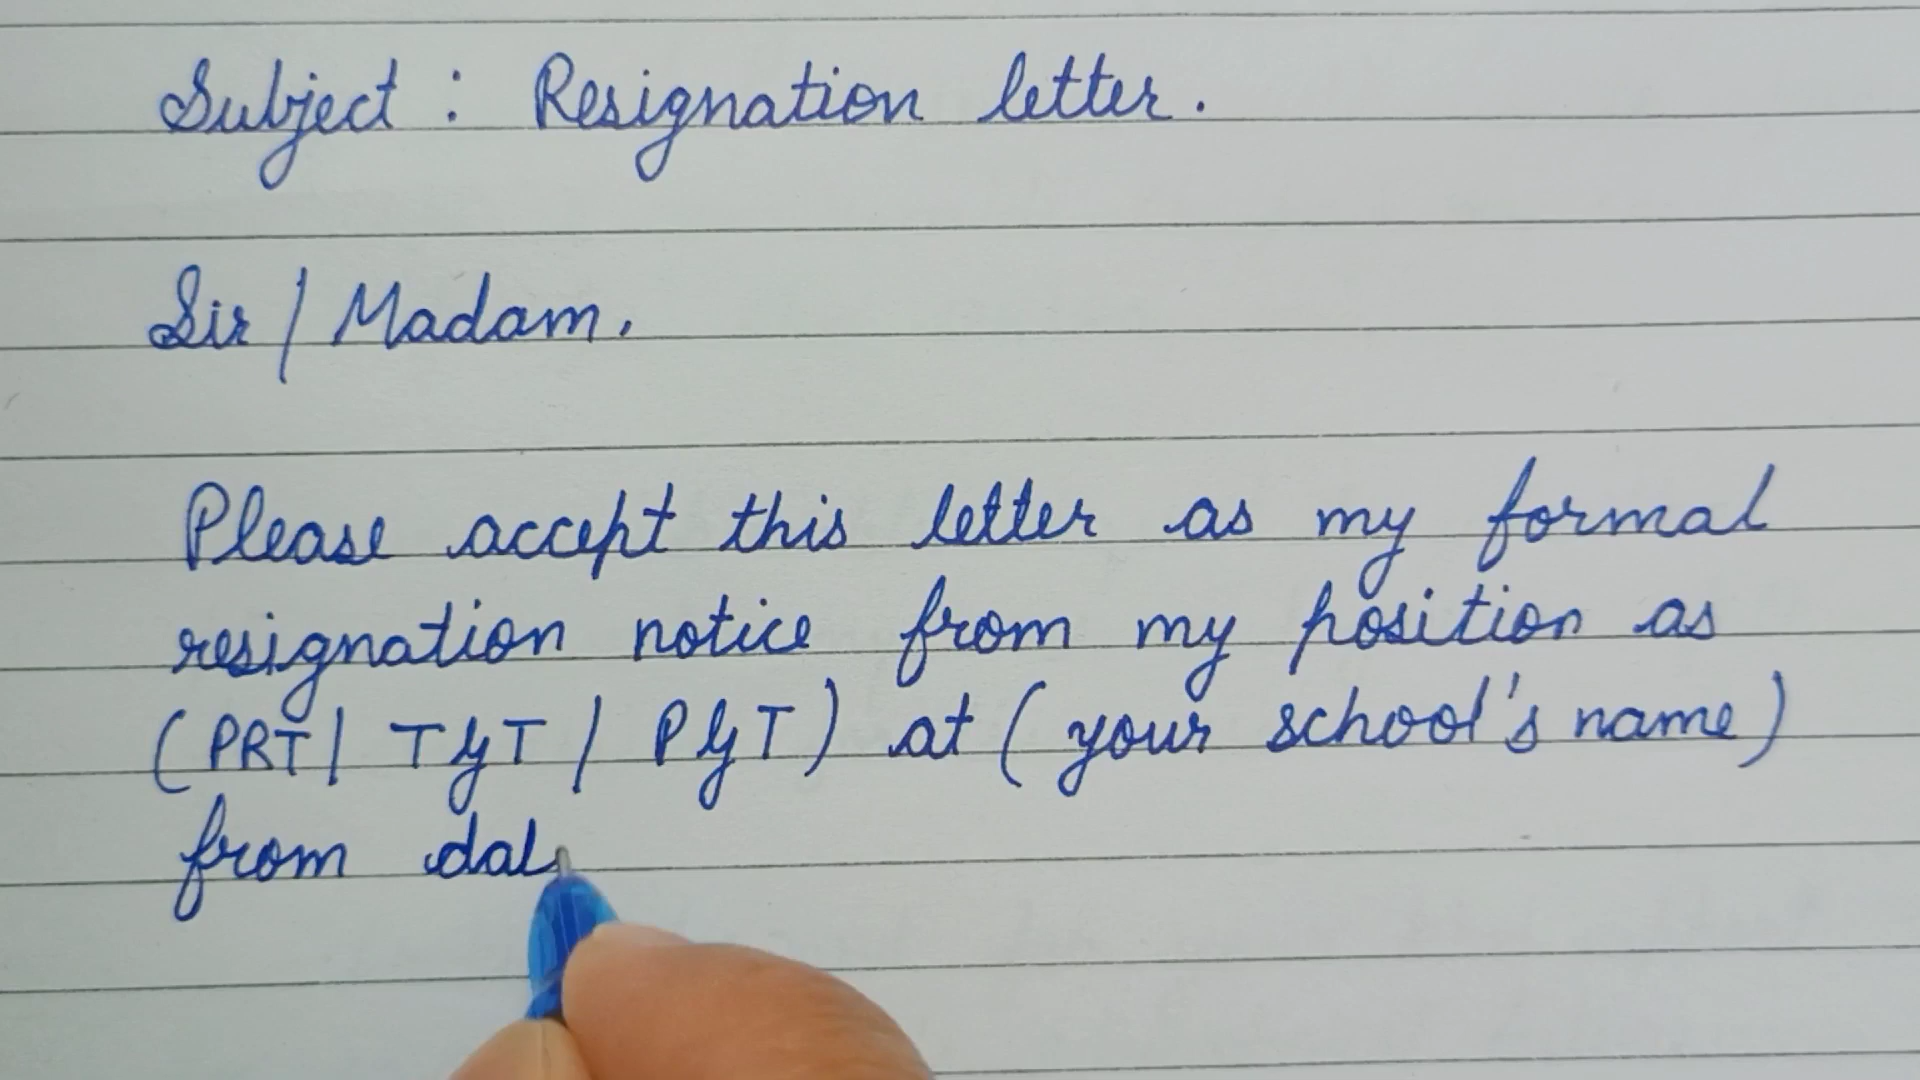 Subject : Resignation letter.
Sir / Madam,
Please accept this letter as my formal
resignation notice from my position as
(PRT / TGT / PGT) at (your school's name)
from